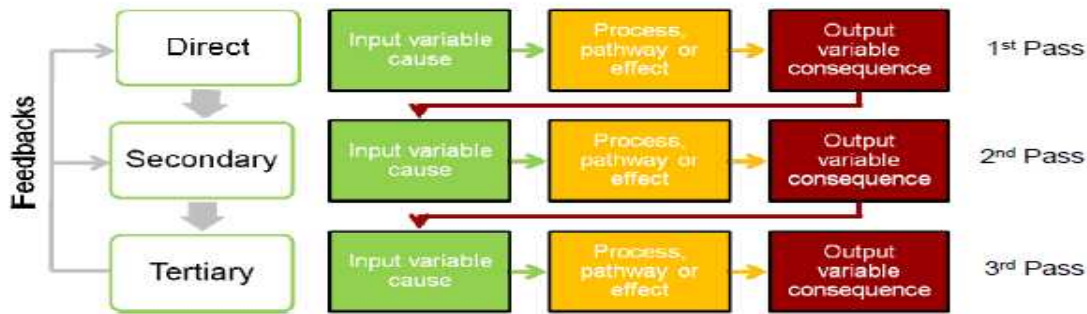 Feedbacks
Direct
Input variable
cause
Process,
pathway or
effect
Output
variable
consequence
1st Pass
Secondary
Input variable
cause
Process,
pathway or
effect
Output
variable
consequence
2nd Pass
Tertiary
Input variable
cause
Process,
pathway or
effect
Output
variable
consequence
3rd Pass